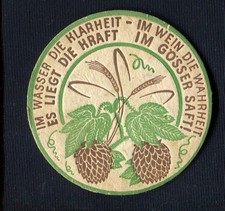 IM WASSER DIE KLARHEIT - IM WEIN DIE WAHRHEIT
ES LIEGT DIE KRAFT IM GÖSSER SAFT!